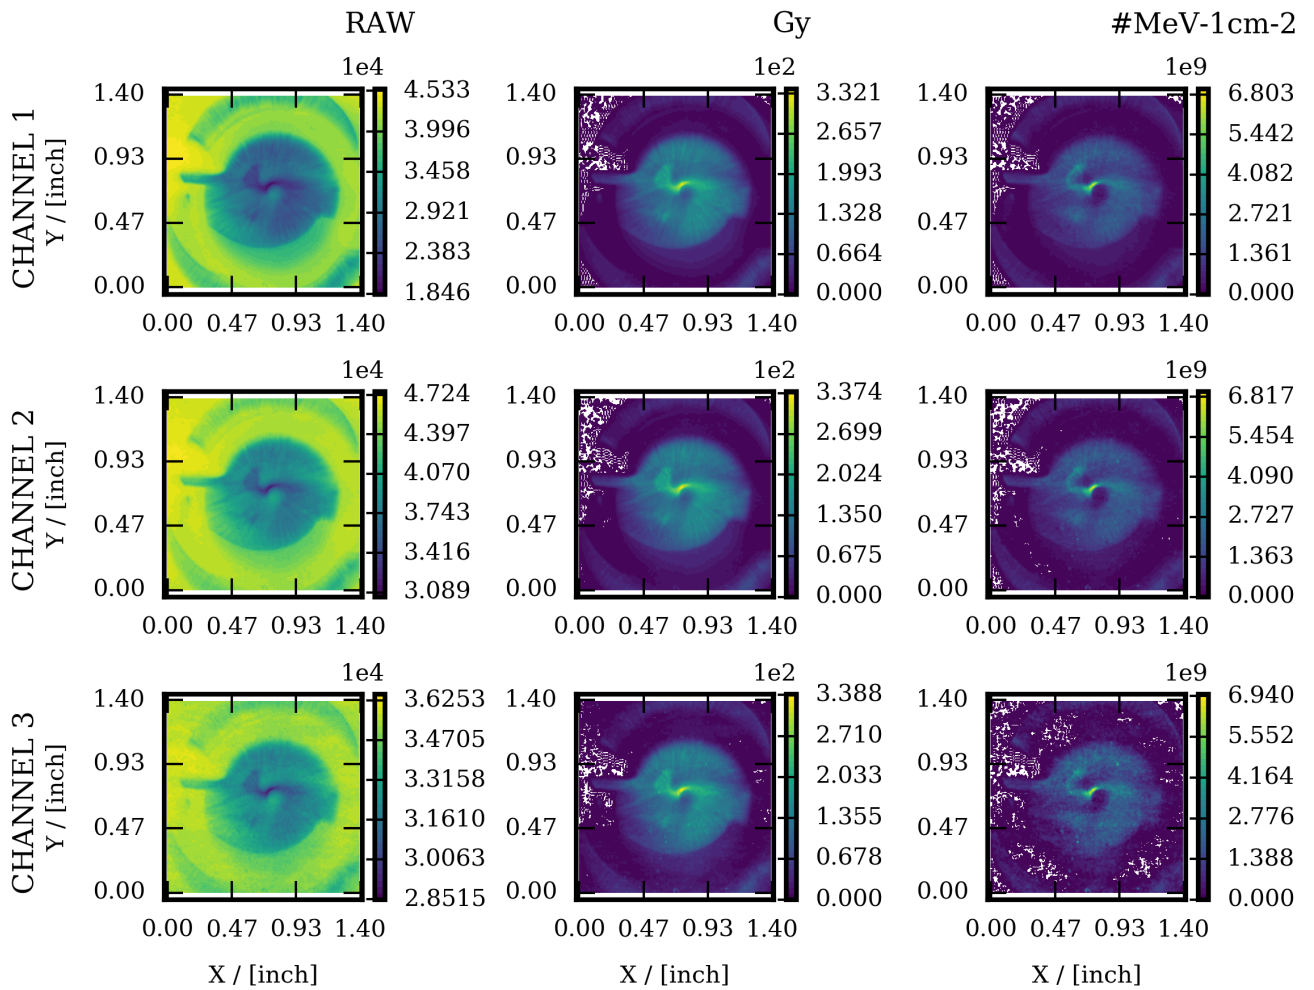 RAW Gy #MeV-1cm-2
1e4 1e2 1e9
CHANNEL 1
Y / [inch]
1.40 0.93 0.47 0.00
0.00 0.47 0.93 1.40
4.533 3.996 3.458 2.921 2.383 1.846
1.40 0.93 0.47 0.00
0.00 0.47 0.93 1.40
3.321 2.657 1.993 1.328 0.664 0.000
1.40 0.93 0.47 0.00
0.00 0.47 0.93 1.40
6.803 5.442 4.082 2.721 1.361 0.000
1e4 1e2 1e9
CHANNEL 2
Y / [inch]
1.40 0.93 0.47 0.00
0.00 0.47 0.93 1.40
4.724 4.397 4.070 3.743 3.416 3.089
1.40 0.93 0.47 0.00
0.00 0.47 0.93 1.40
3.374 2.699 2.024 1.350 0.675 0.000
1.40 0.93 0.47 0.00
0.00 0.47 0.93 1.40
6.817 5.454 4.090 2.727 1.363 0.000
1e4 1e2 1e9
CHANNEL 3
Y / [inch]
1.40 0.93 0.47 0.00
0.00 0.47 0.93 1.40
3.6253 3.4705 3.3158 3.1610 3.0063 2.8515
1.40 0.93 0.47 0.00
0.00 0.47 0.93 1.40
3.388 2.710 2.033 1.355 0.678 0.000
1.40 0.93 0.47 0.00
0.00 0.47 0.93 1.40
6.940 5.552 4.164 2.776 1.388 0.000
X / [inch] X / [inch] X / [inch]